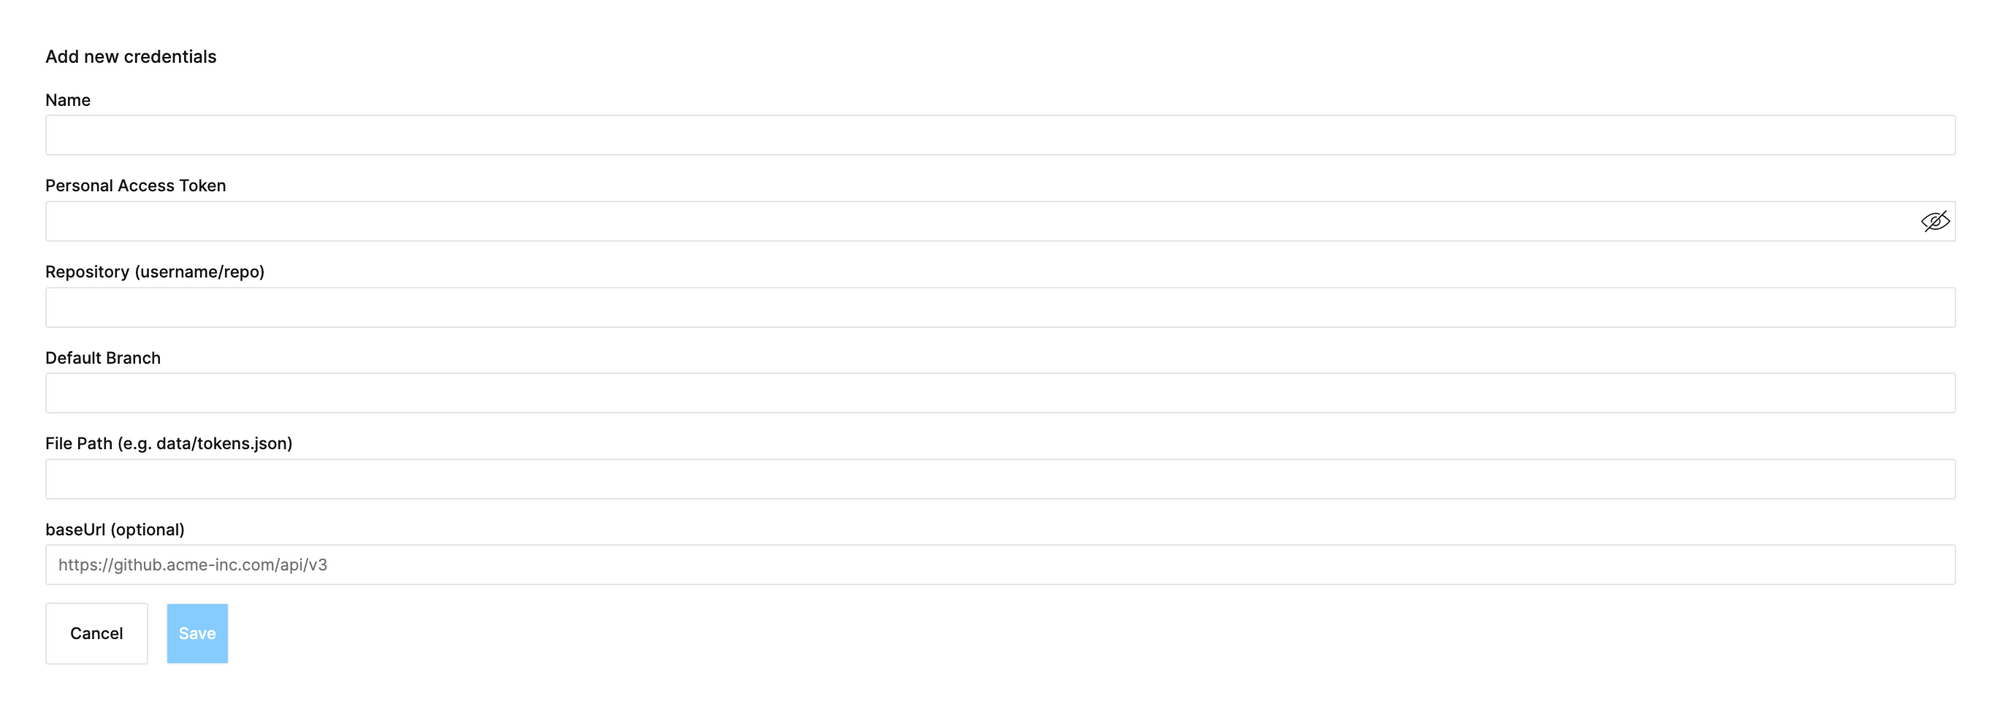 Add new credentials
Name
Personal Access Token
Repository (username/repo)
Default Branch
File Path (e.g. data/tokens.json)
baseUrl (optional)
https://github.acme-inc.com/api/v3
Cancel Save